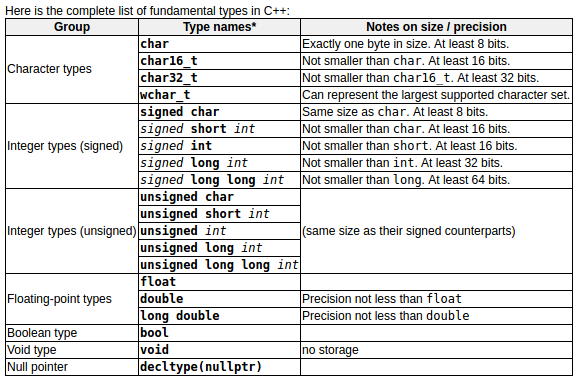 Here is the complete list of fundamental types in C++:
Group Type names* Notes on size / precision
Character types
char Exactly one byte in size. At least 8 bits.
char16_t Not smaller than char. At least 16 bits.
char32_t Not smaller than char16_t. At least 32 bits.
wchar_t Can represent the largest supported character set.
Integer types (signed)
signed char Same size as char. At least 8 bits.
signed short int Not smaller than char. At least 16 bits.
signed int Not smaller than short. At least 16 bits.
signed long int Not smaller than int. At least 32 bits.
signed long long int Not smaller than long. At least 64 bits.
Integer types (unsigned)
unsigned char
unsigned short int
unsigned int
unsigned long int
unsigned long long int
(same size as their signed counterparts)
Floating-point types
float
double Precision not less than float
long double Precision not less than double
Boolean type bool
Void type void no storage
Null pointer decltype(nullptr)